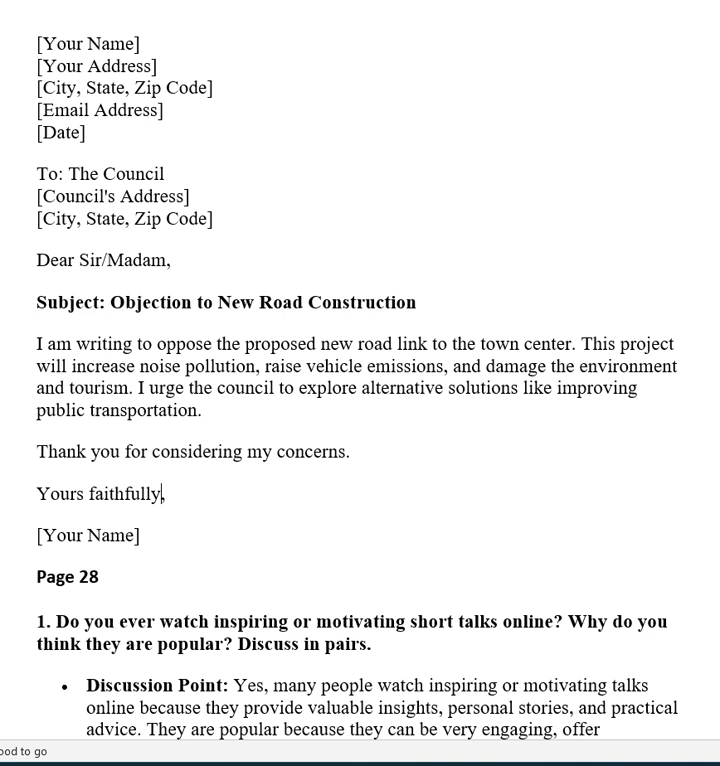 [Your Name]
[Your Address]
[City, State, Zip Code]
[Email Address]
[Date]
To: The Council
[Council's Address]
[City, State, Zip Code]
Dear Sir/Madam,
Subject: Objection to New Road Construction
I am writing to oppose the proposed new road link to the town center. This project
will increase noise pollution, raise vehicle emissions, and damage the environment
and tourism. I urge the council to explore alternative solutions like improving
public transportation.
Thank you for considering my concerns.
Yours faithfully,
[Your Name]
Page 28
1. Do you ever watch inspiring or motivating short talks online? Why do you
think they are popular? Discuss in pairs.
• Discussion Point: Yes, many people watch inspiring or motivating talks
online because they provide valuable insights, personal stories, and practical
advice. They are popular because they can be very engaging, offer
ood to go